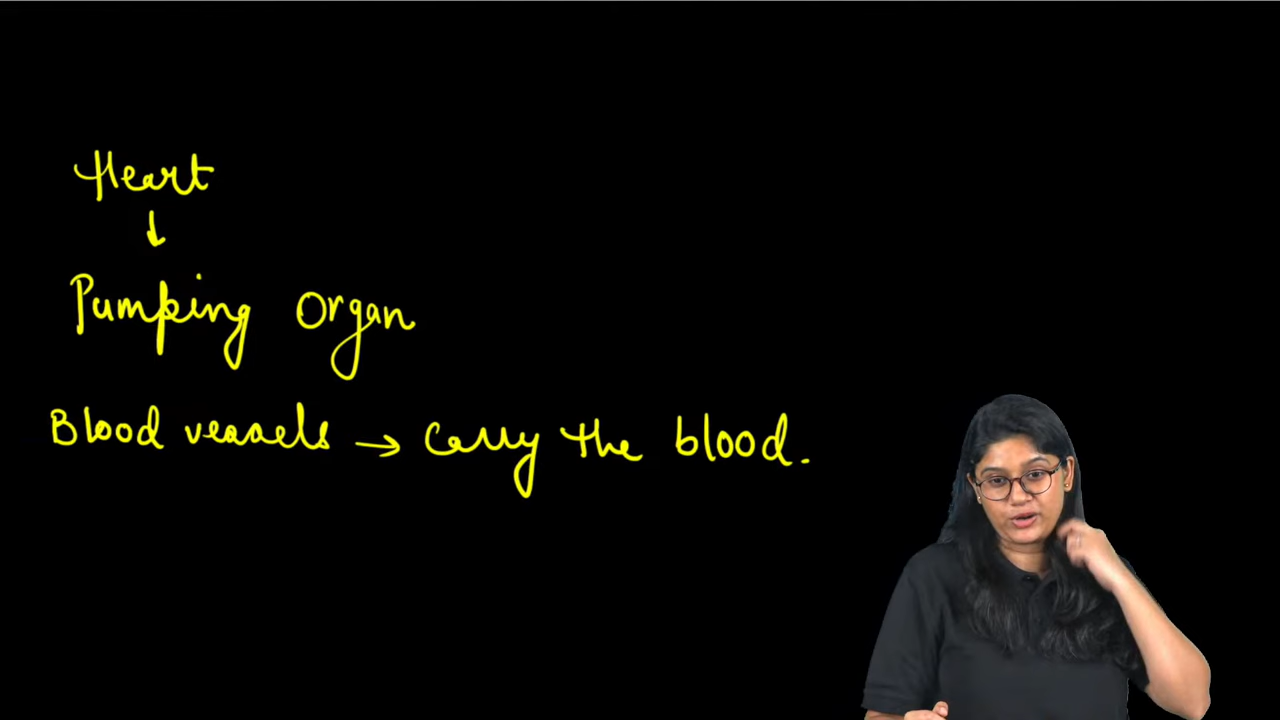 Heart
↓
Pumping Organ
Blood vessels → Carry the blood.